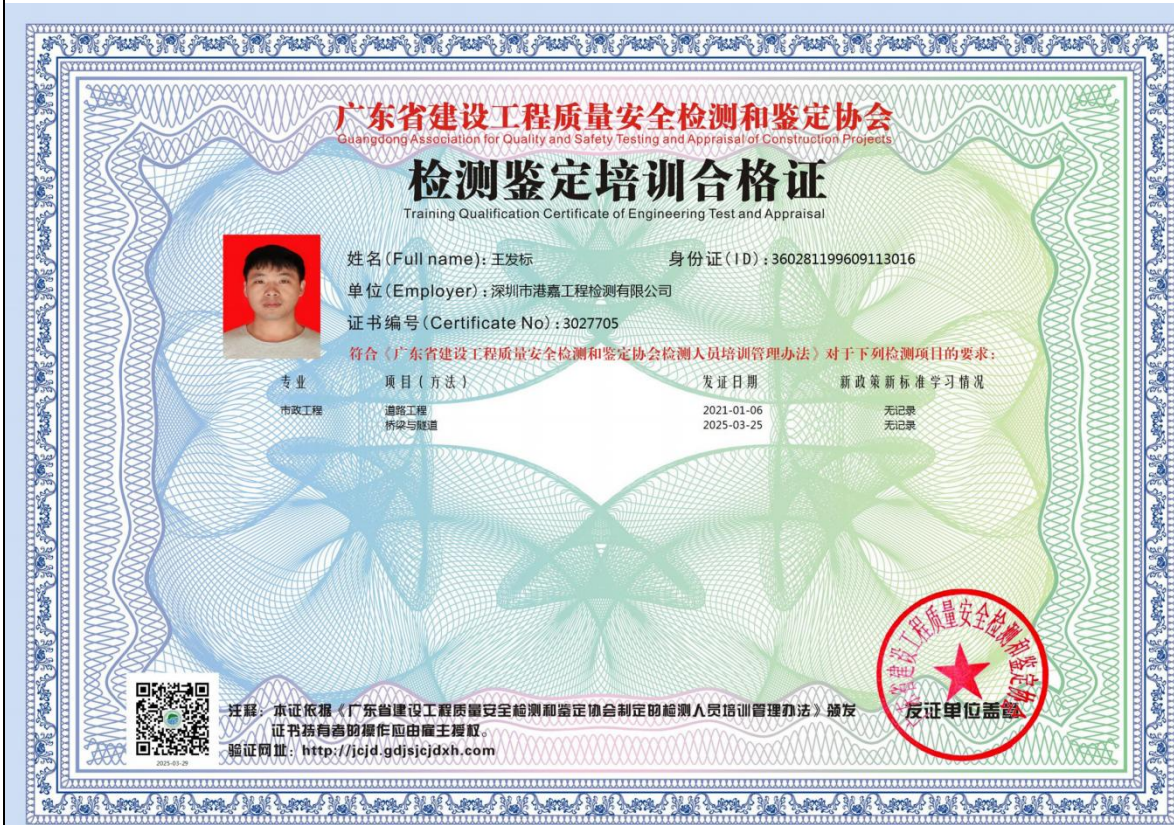 广东省建设工程质量安全检测和鉴定协会
Guangdong Association for Quality and Safety Testing and Appraisal of Construction Projects
检测鉴定培训合格证
Training Qualification Certificate of Engineering Test and Appraisal
姓名(Full name): 王发标 身份证(ID): 360281199609113016
单位(Employer): 深圳市港嘉工程检测有限公司
证书编号(Certificate No): 3027705
符合《广东省建设工程质量安全检测和鉴定协会检测人员培训管理办法》对于下列检测项目的要求:
专业 项目(方法) 发证日期 新政策新标准学习情况
市政工程 道路工程 2021-01-06 无记录
桥梁与隧道 2025-03-25 无记录
广东省建设工程质量安全检测和鉴定协会
发证单位盖章
注释: 本证依据《广东省建设工程质量安全检测和鉴定协会制定的检测人员培训管理办法》颁发
证书持有者的操作应由雇主授权。
验证网址: http://jcjd.gdjsjcjdxh.com
2025-03-29